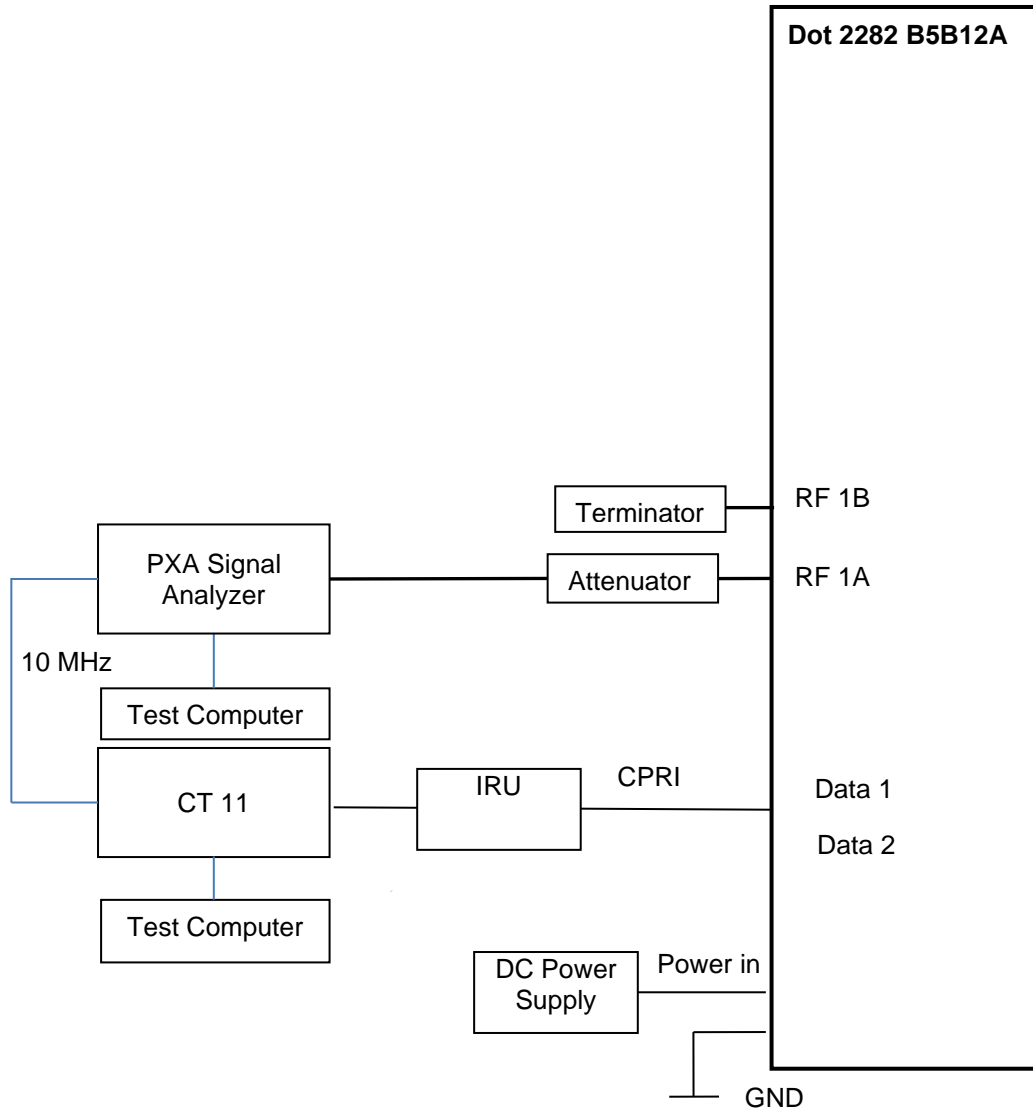 Dot 2282 B5B12A
RF 1B
Terminator
PXA Signal
Analyzer
Attenuator
RF 1A
10 MHz
Test Computer
IRU
CPRI
Data 1
CT 11
Data 2
Test Computer
DC Power
Supply
Power in
GND